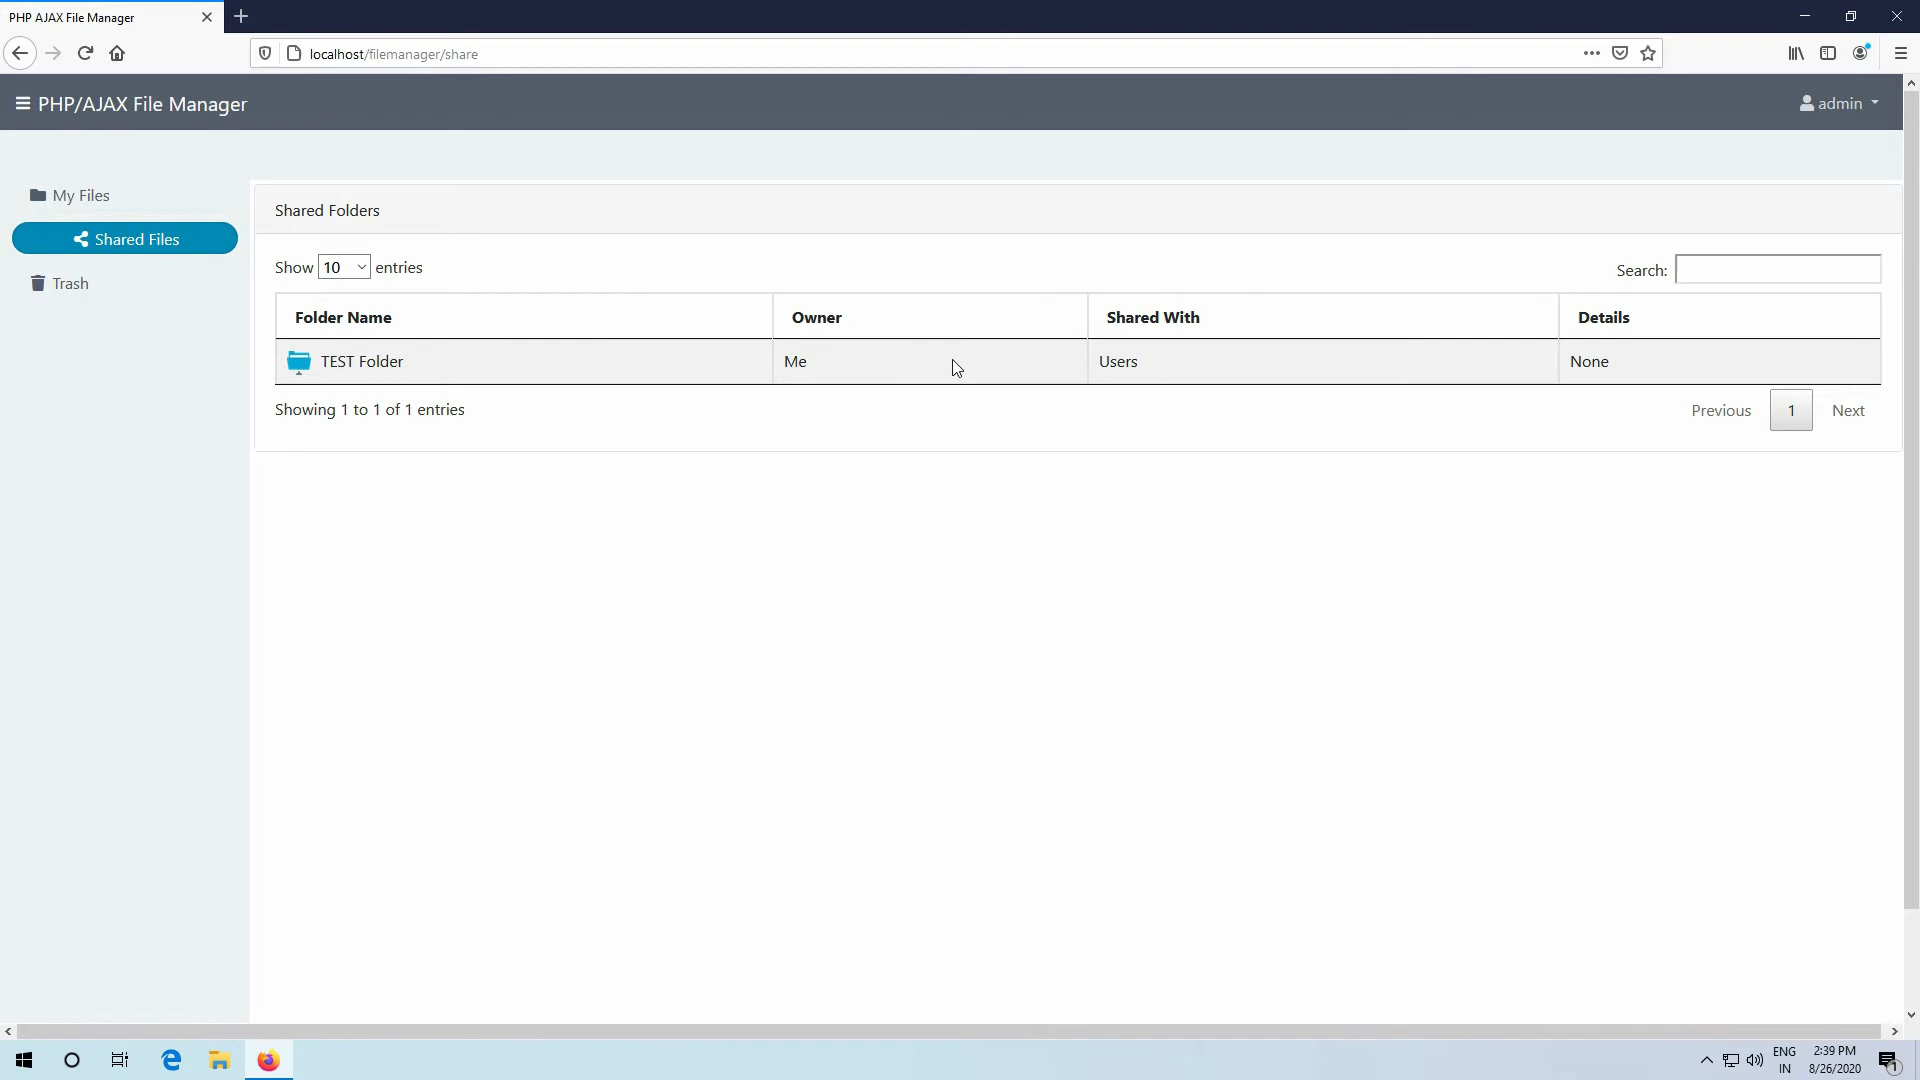 PHP AJAX File Manager
localhost/filemanager/share
PHP/AJAX File Manager
admin
My Files
Shared Files
Trash
Shared Folders
Show 10 entries
Search:
Folder Name Owner Shared With Details
TEST Folder Me Users None
Showing 1 to 1 of 1 entries
Previous 1 Next
ENG
IN
2:39 PM
8/26/2020
1